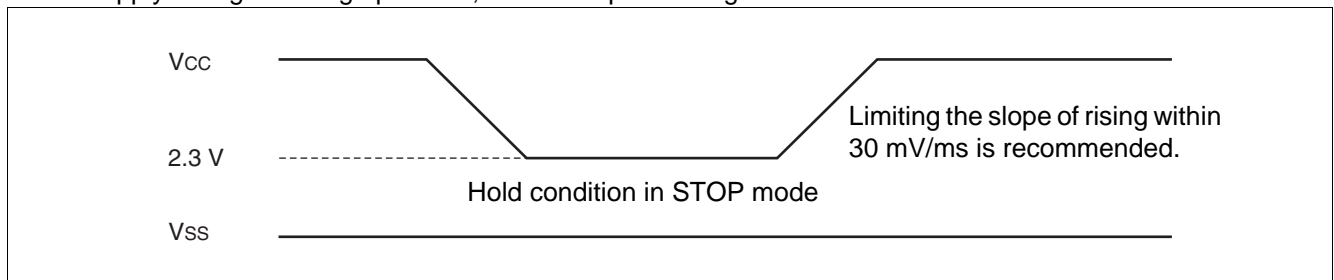 Vcc
Limiting the slope of rising within
30 mV/ms is recommended.
2.3 V
Hold condition in STOP mode
Vss